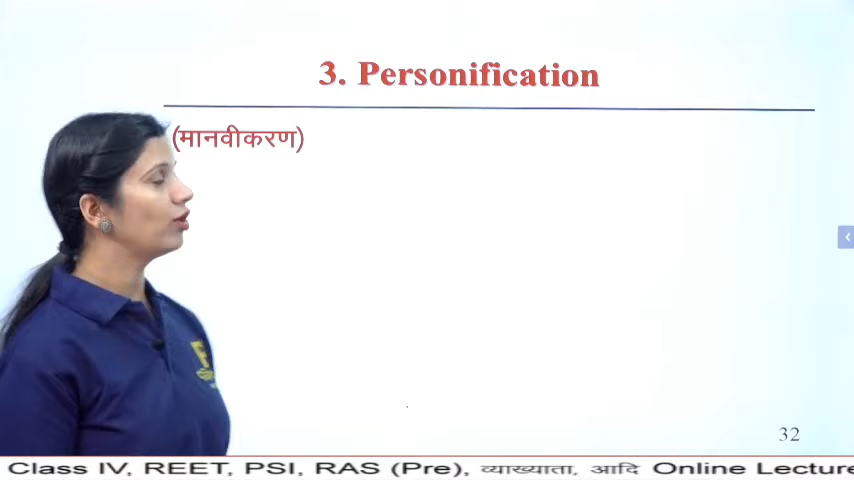 3. Personification
(मानवीकरण)
32
Class IV, REET, PSI, RAS (Pre), व्याख्याता, आदि Online Lecture